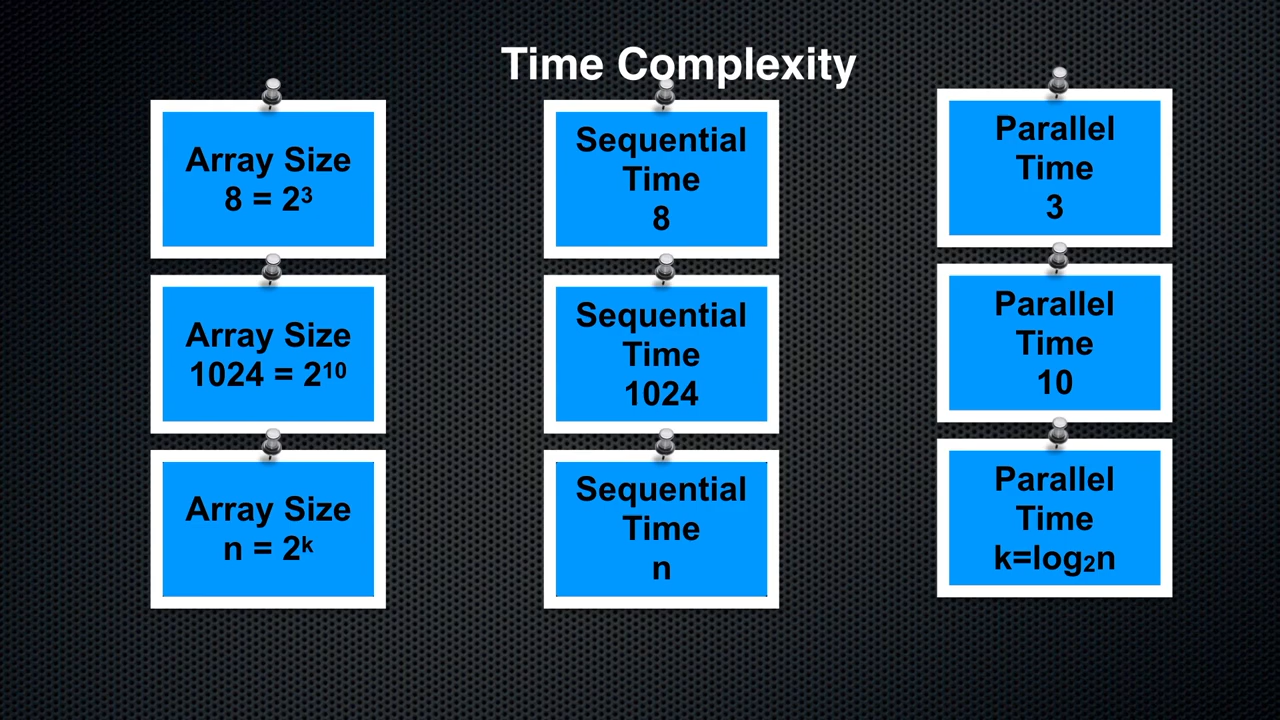 Time Complexity
Array Size
8 = 2³
Sequential
Time
8
Parallel
Time
3
Array Size
1024 = 2¹⁰
Sequential
Time
1024
Parallel
Time
10
Array Size
n = 2ᵏ
Sequential
Time
n
Parallel
Time
k=log₂n